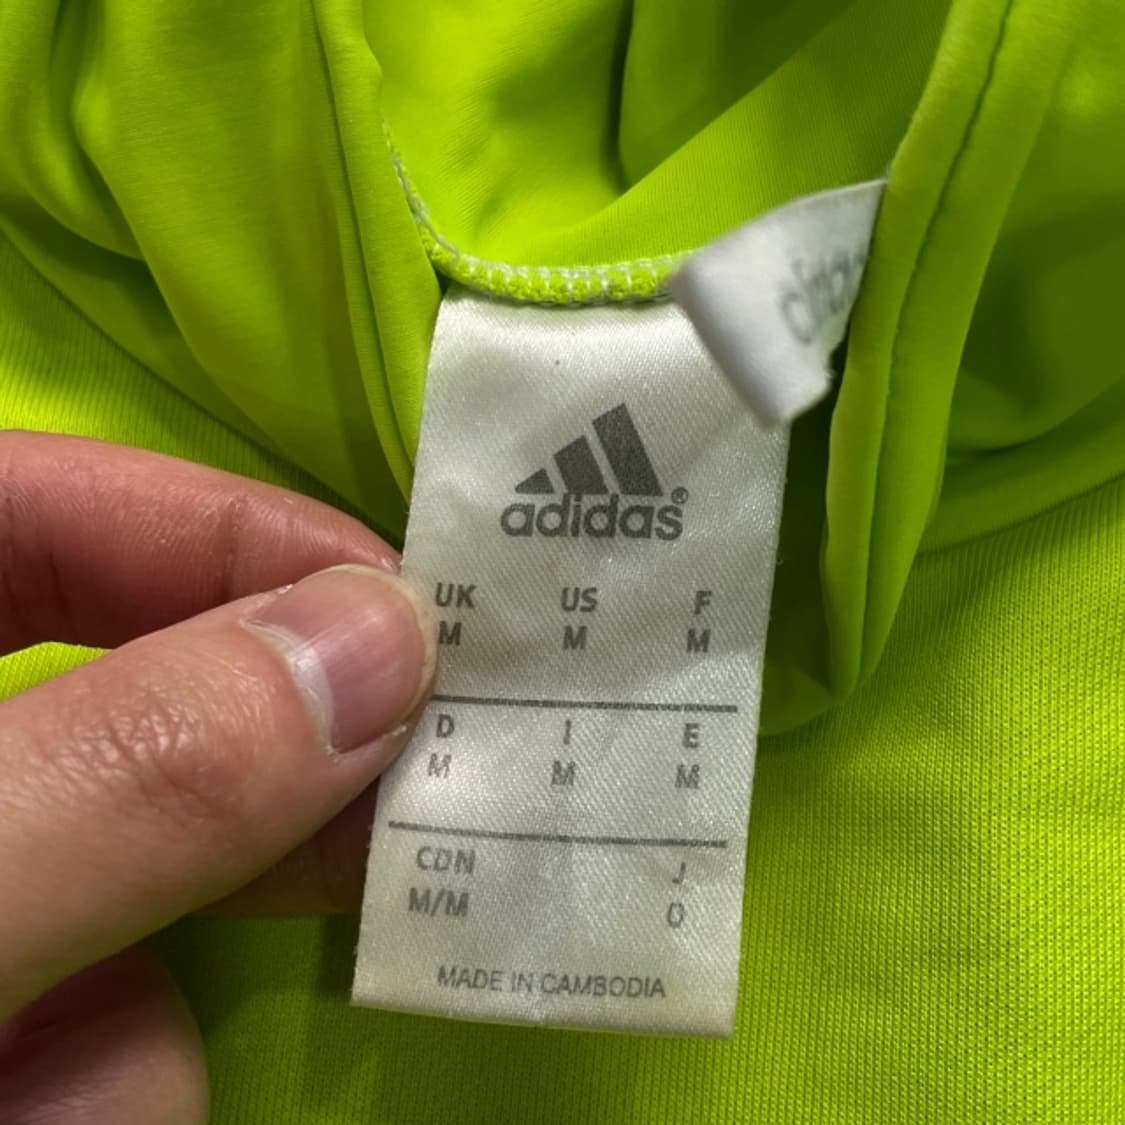 adidas®
UK US F
M M M
D I E
M M M
CDN J
M/M O
MADE IN CAMBODIA